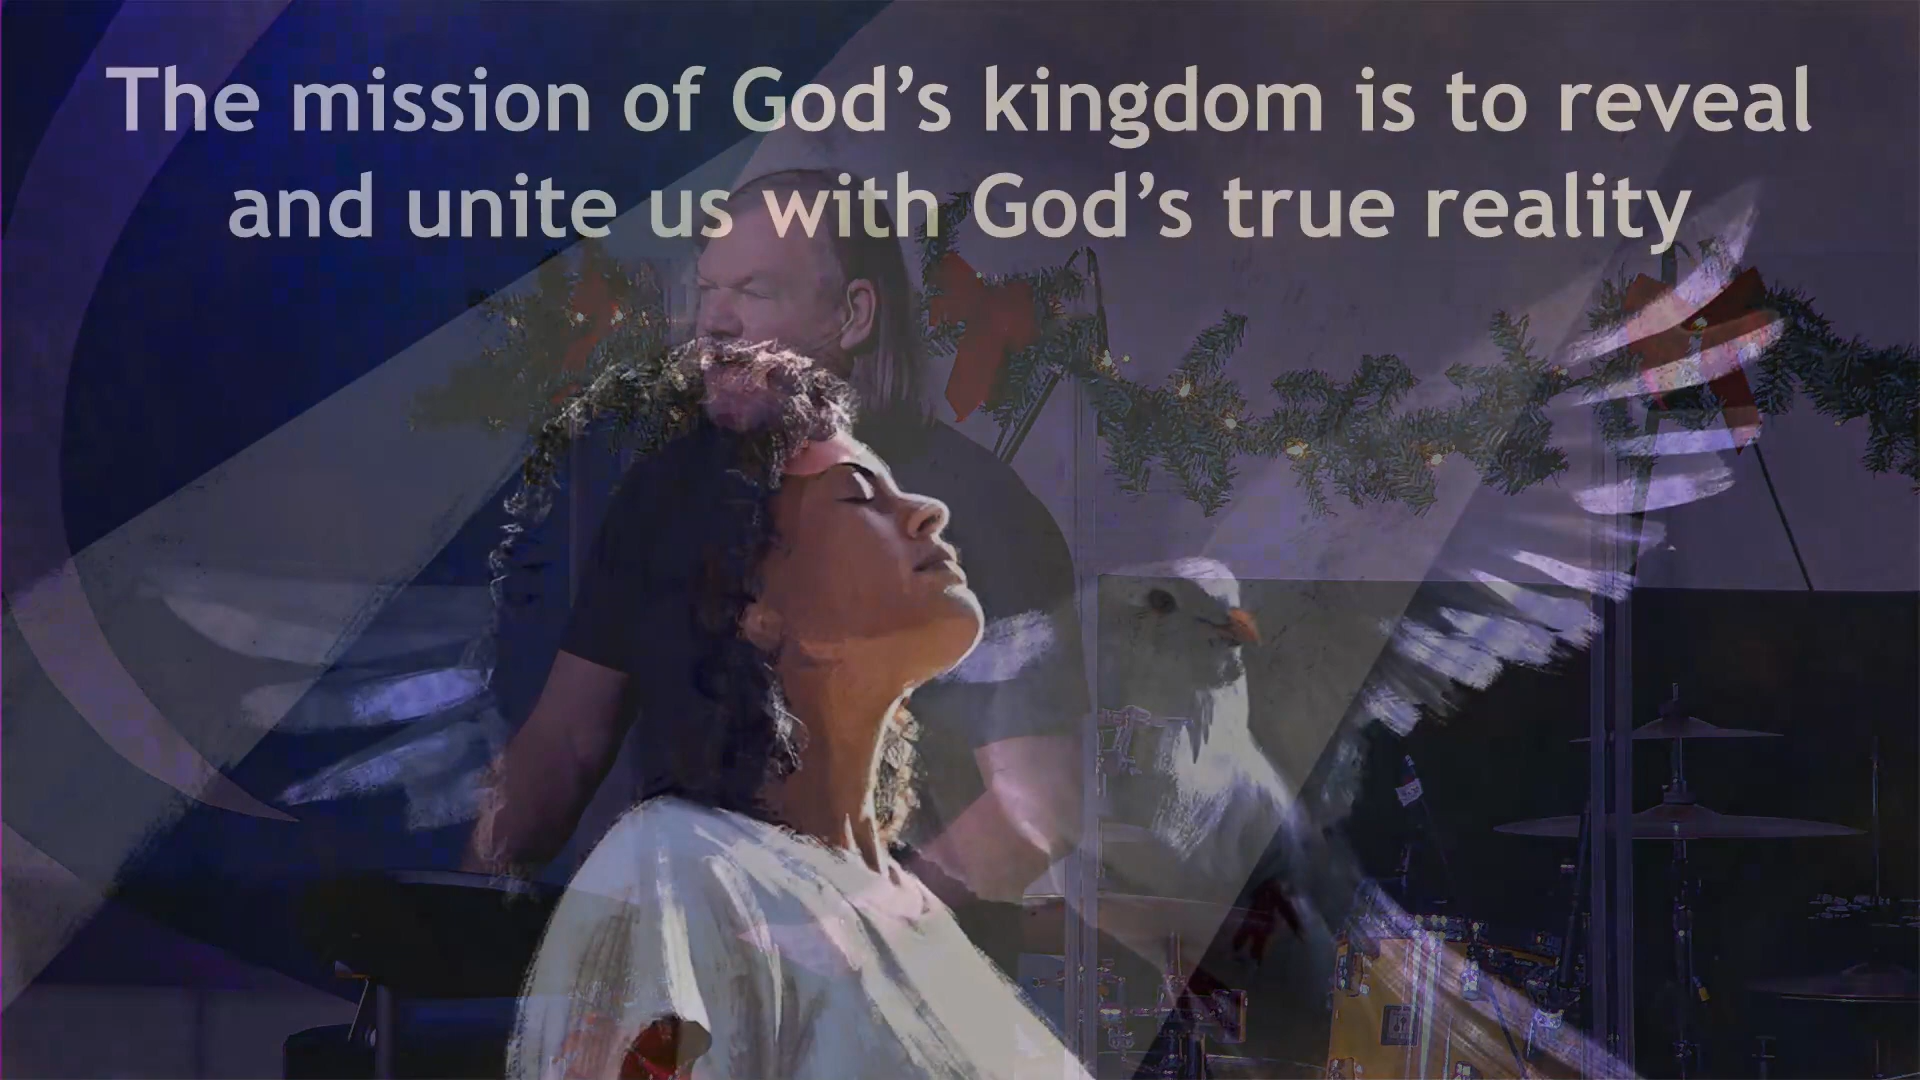 The mission of God’s kingdom is to reveal
and unite us with God’s true reality